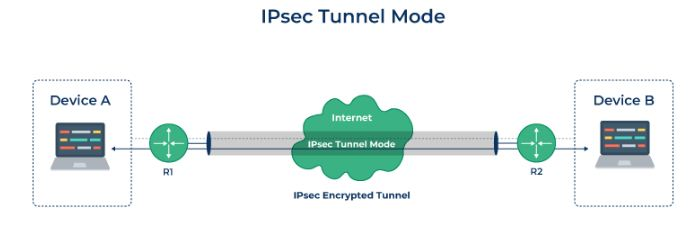 IPsec Tunnel Mode
Device A
Device B
Internet
IPsec Tunnel Mode
R1
R2
IPsec Encrypted Tunnel